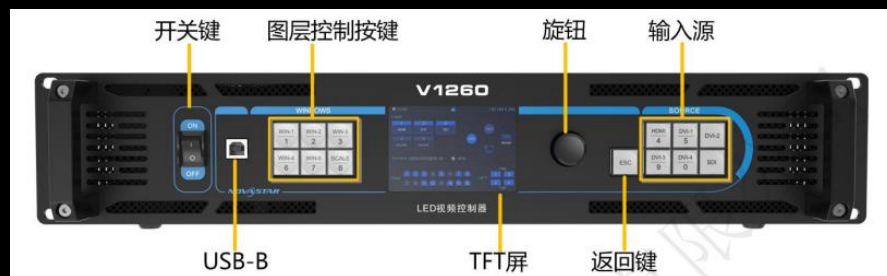 开关键
图层控制按键
旋钮
输入源
V1260
WINDOWS
SOURCE
ON
OFF
WIN-1
1
WIN-2
2
WIN-3
3
WIN-4
6
WIN-5
7
SCALE
8
HDMI
4
DVI-1
5
DVI-2
ESC
DVI-3
9
DVI-4
0
SDI
NOVASTAR
LED视频控制器
USB-B
TFT屏
返回键